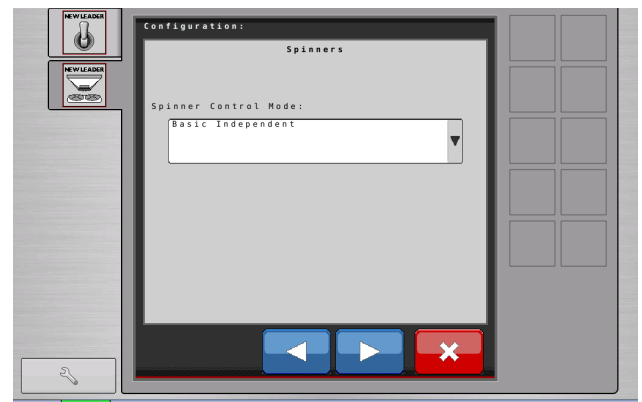 NEW LEADER
NEW LEADER
Configuration:
Spinners
Spinner Control Mode:
Basic Independent